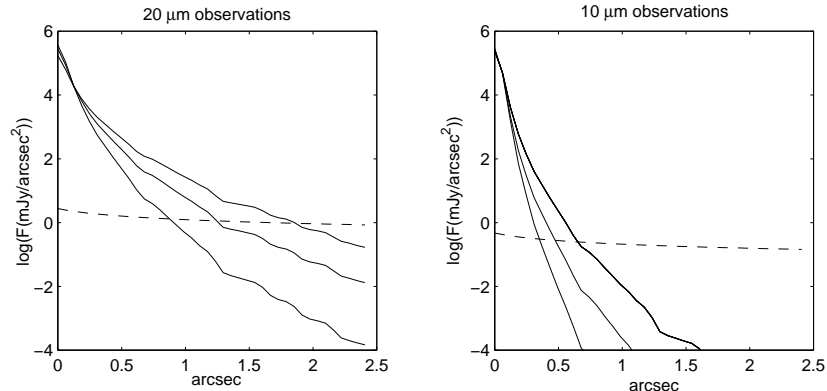 20 μm observations
6
4
2
0
−2
−4
log(F(mJy/arcsec²))
0 0.5 1 1.5 2 2.5
arcsec
10 μm observations
6
4
2
0
−2
−4
log(F(mJy/arcsec²))
0 0.5 1 1.5 2 2.5
arcsec